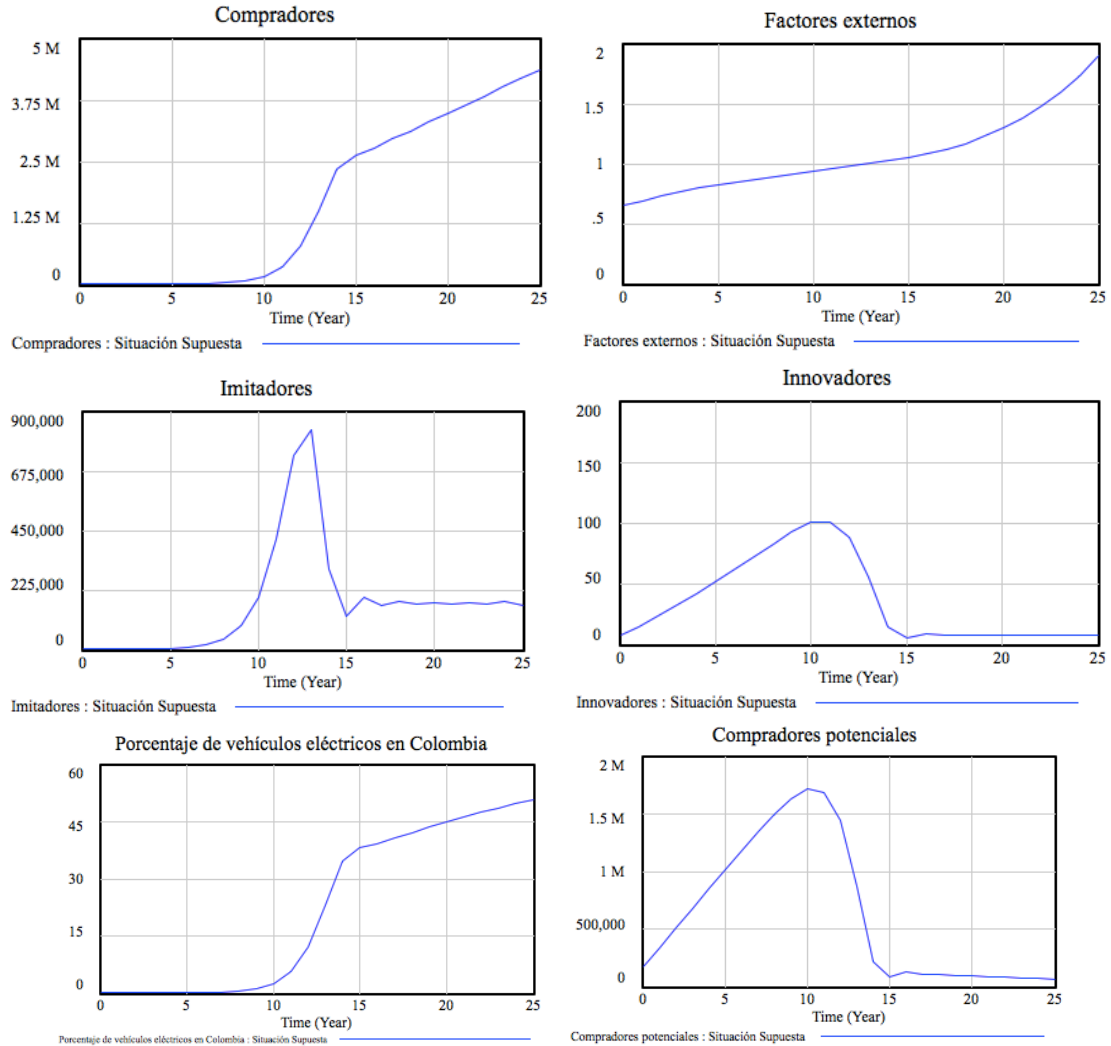 Compradores
5 M
3.75 M
2.5 M
1.25 M
0
0 5 10 15 20 25
Time (Year)
Compradores : Situación Supuesta
Factores externos
2
1.5
1
.5
0
0 5 10 15 20 25
Time (Year)
Factores externos : Situación Supuesta
Imitadores
900,000
675,000
450,000
225,000
0
0 5 10 15 20 25
Time (Year)
Imitadores : Situación Supuesta
Innovadores
200
150
100
50
0
0 5 10 15 20 25
Time (Year)
Innovadores : Situación Supuesta
Porcentaje de vehículos eléctricos en Colombia
60
45
30
15
0
0 5 10 15 20 25
Time (Year)
Porcentaje de vehículos eléctricos en Colombia : Situación Supuesta
Compradores potenciales
2 M
1.5 M
1 M
500,000
0
0 5 10 15 20 25
Time (Year)
Compradores potenciales : Situación Supuesta